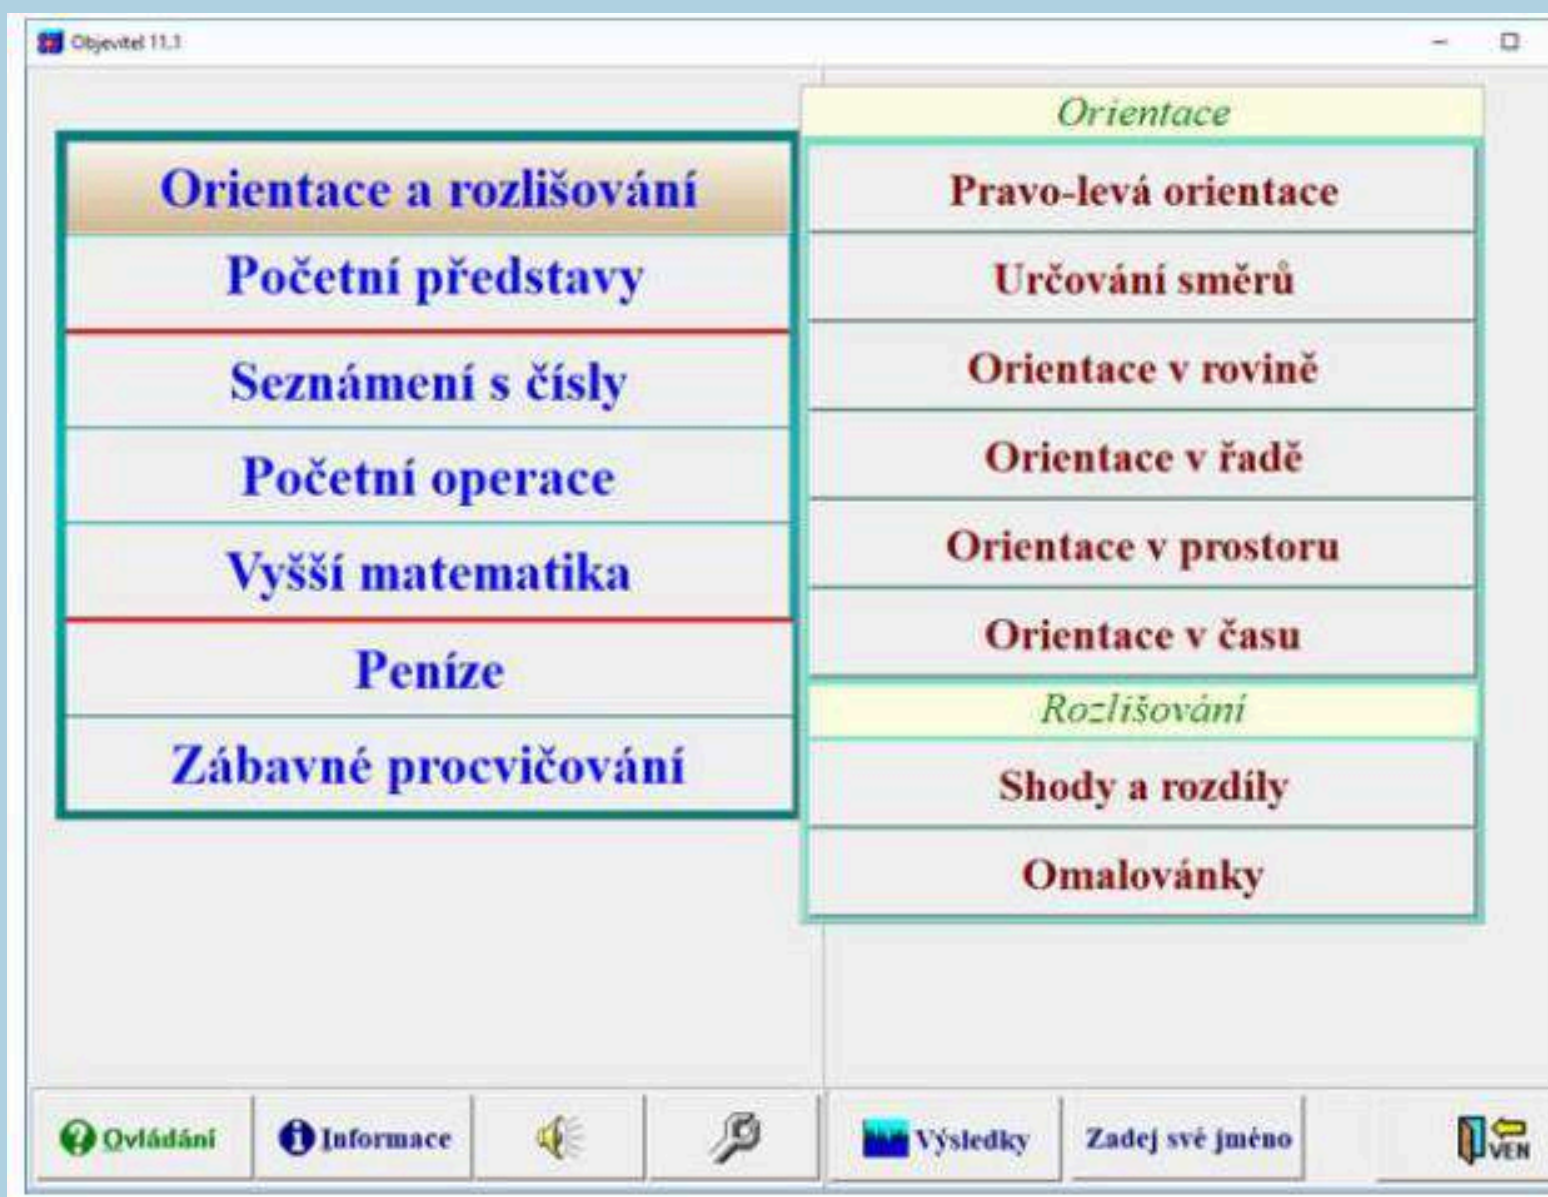 Objevitel 11.1
Orientace a rozlišování
Početní představy
Seznámení s čísly
Početní operace
Vyšší matematika
Peníze
Zábavné procvičování
Orientace
Pravo-levá orientace
Určování směrů
Orientace v rovině
Orientace v řadě
Orientace v prostoru
Orientace v času
Rozlišování
Shody a rozdíly
Omalovánky
Ovládání
Informace
Výsledky
Zadej své jméno
VEN